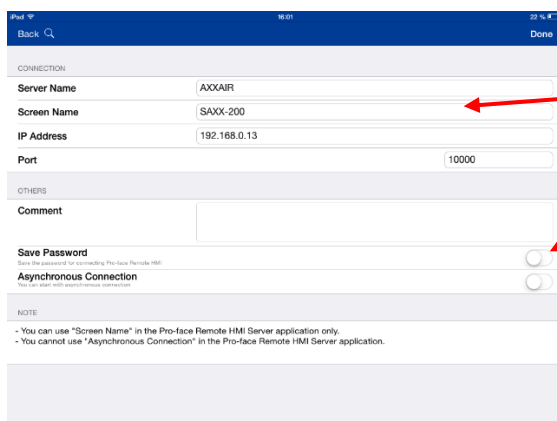 iPad 16:01 22 %
Back Done
CONNECTION
Server Name AXXAIR
Screen Name SAXX-200
IP Address 192.168.0.13
Port 10000
OTHERS
Comment
Save Password
Save the password for connecting Pro-face Remote HMI
Asynchronous Connection
You can start with asynchronous connection
NOTE
- You can use "Screen Name" in the Pro-face Remote HMI Server application only.
- You cannot use "Asynchronous Connection" in the Pro-face Remote HMI Server application.